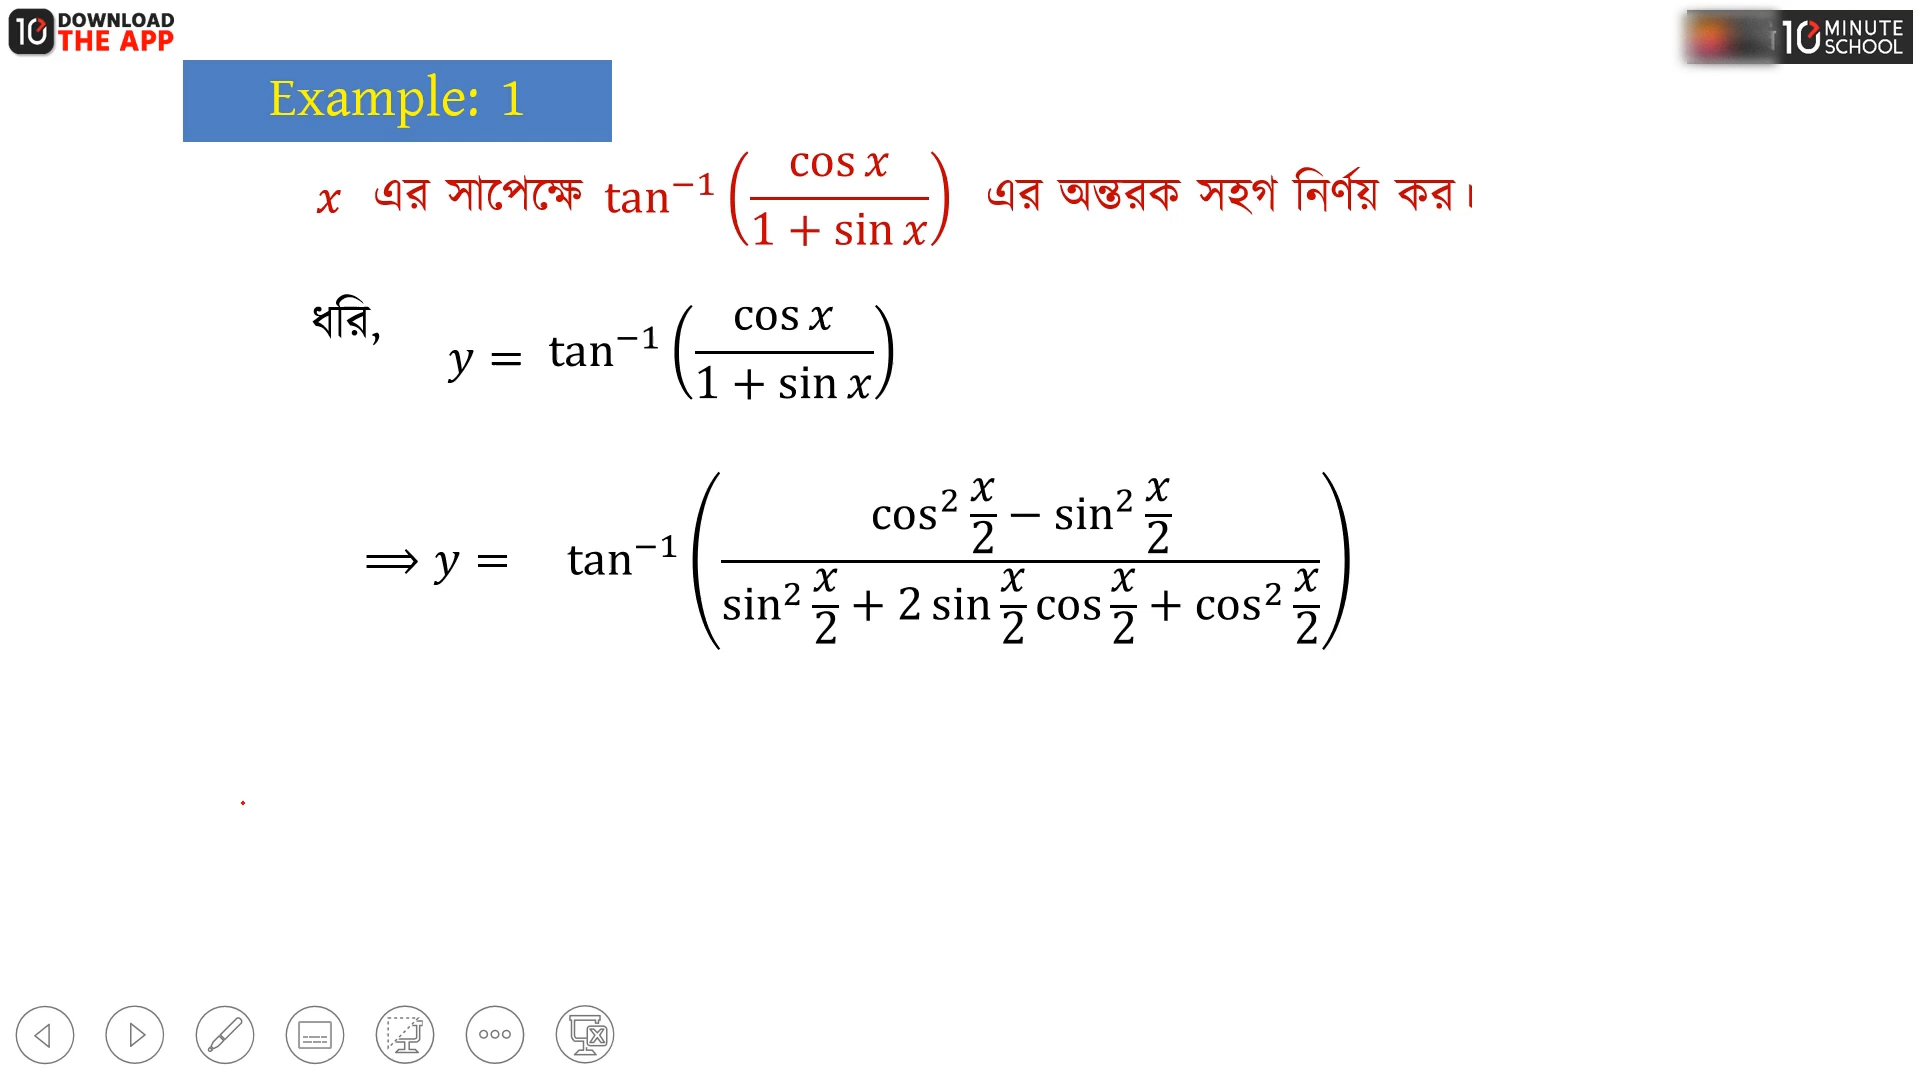 10 DOWNLOAD THE APP
10 MINUTE SCHOOL
Example: 1
x এর সাপেক্ষে tan⁻¹(cos x / 1 + sin x) এর অন্তরক সহগ নির্ণয় কর।
ধরি, y = tan⁻¹(cos x / 1 + sin x)
⟹ y = tan⁻¹(cos² x/2 − sin² x/2 / sin² x/2 + 2 sin x/2 cos x/2 + cos² x/2)